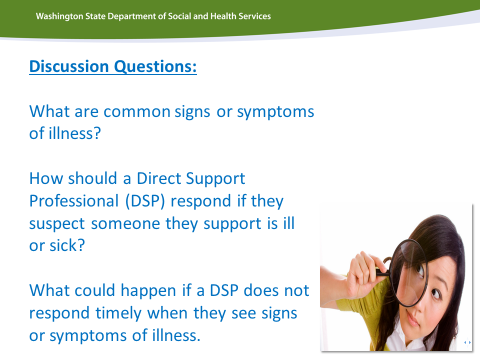 Washington State Department of Social and Health Services
Discussion Questions:
What are common signs or symptoms
of illness?
How should a Direct Support
Professional (DSP) respond if they
suspect someone they support is ill
or sick?
What could happen if a DSP does not
respond timely when they see signs
or symptoms of illness.